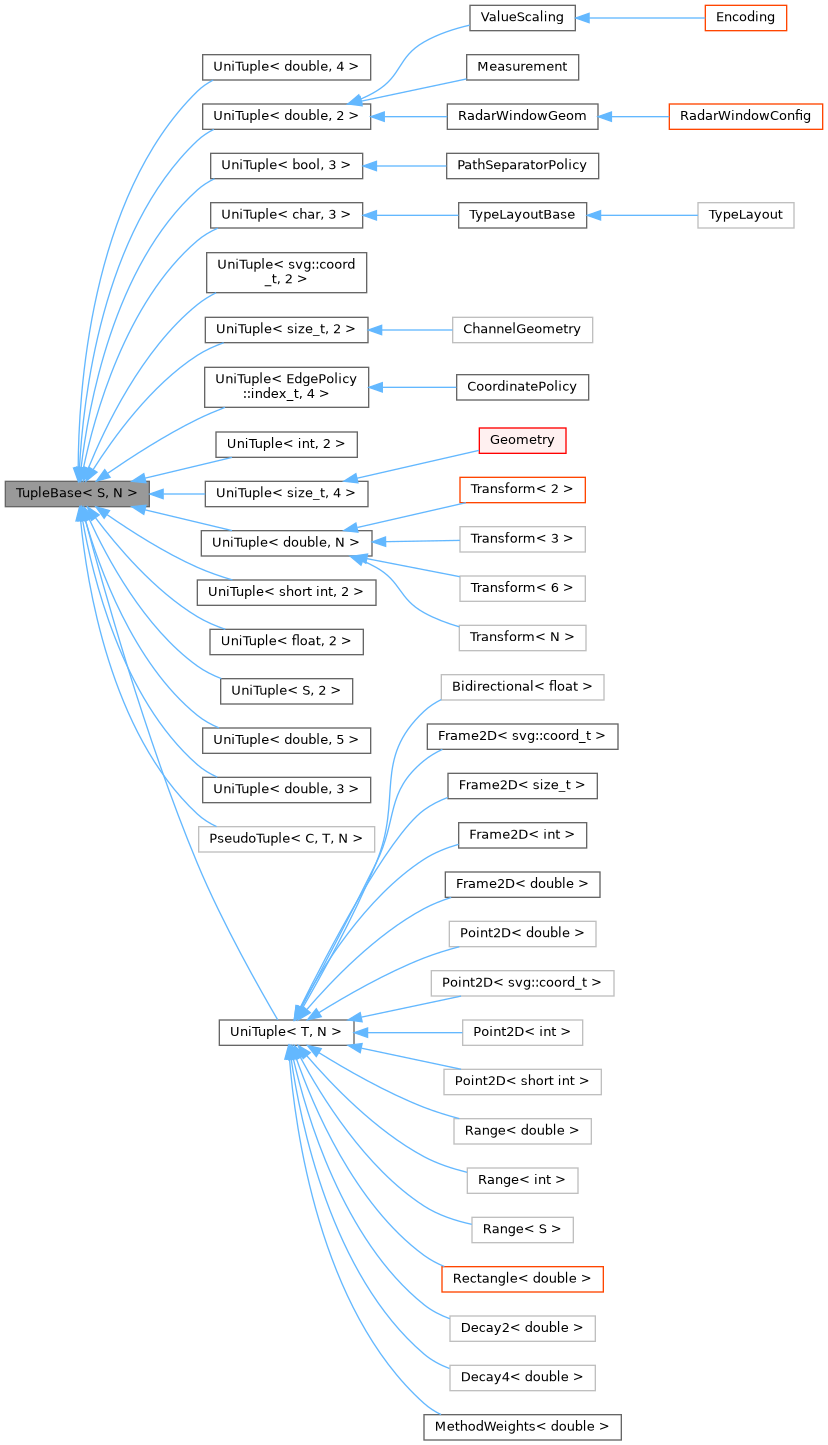 ValueScaling
Encoding
UniTuple< double, 4 >
Measurement
UniTuple< double, 2 >
RadarWindowGeom
RadarWindowConfig
UniTuple< bool, 3 >
PathSeparatorPolicy
UniTuple< char, 3 >
TypeLayoutBase
TypeLayout
UniTuple< svg::coord
_t, 2 >
UniTuple< size_t, 2 >
ChannelGeometry
UniTuple< EdgePolicy
::index_t, 4 >
CoordinatePolicy
UniTuple< int, 2 >
Geometry
TupleBase< S, N >
UniTuple< size_t, 4 >
Transform< 2 >
UniTuple< double, N >
Transform< 3 >
Transform< 6 >
UniTuple< short int, 2 >
Transform< N >
UniTuple< float, 2 >
UniTuple< S, 2 >
Bidirectional< float >
UniTuple< double, 5 >
Frame2D< svg::coord_t >
UniTuple< double, 3 >
Frame2D< size_t >
PseudoTuple< C, T, N >
Frame2D< int >
Frame2D< double >
Point2D< double >
Point2D< svg::coord_t >
UniTuple< T, N >
Point2D< int >
Point2D< short int >
Range< double >
Range< int >
Range< S >
Rectangle< double >
Decay2< double >
Decay4< double >
MethodWeights< double >